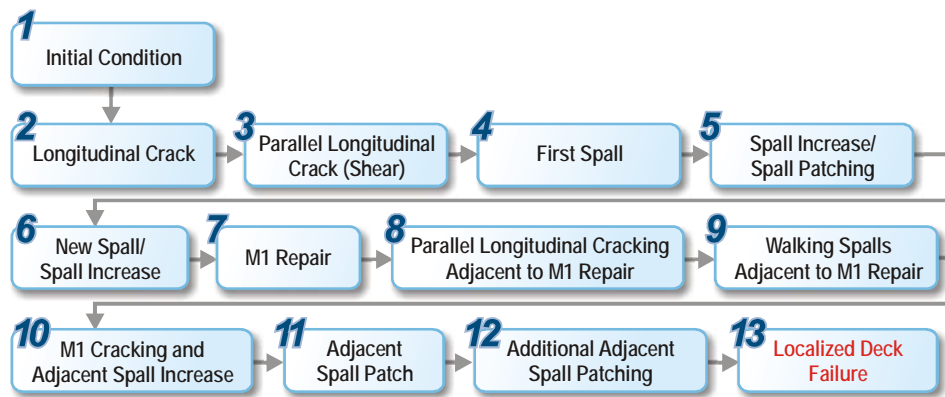 1
Initial Condition
2
Longitudinal Crack
3
Parallel Longitudinal
Crack (Shear)
4
First Spall
5
Spall Increase/
Spall Patching
6
New Spall/
Spall Increase
7
M1 Repair
8
Parallel Longitudinal Cracking
Adjacent to M1 Repair
9
Walking Spalls
Adjacent to M1 Repair
10
M1 Cracking and
Adjacent Spall Increase
11
Adjacent
Spall Patch
12
Additional Adjacent
Spall Patching
13
Localized Deck
Failure